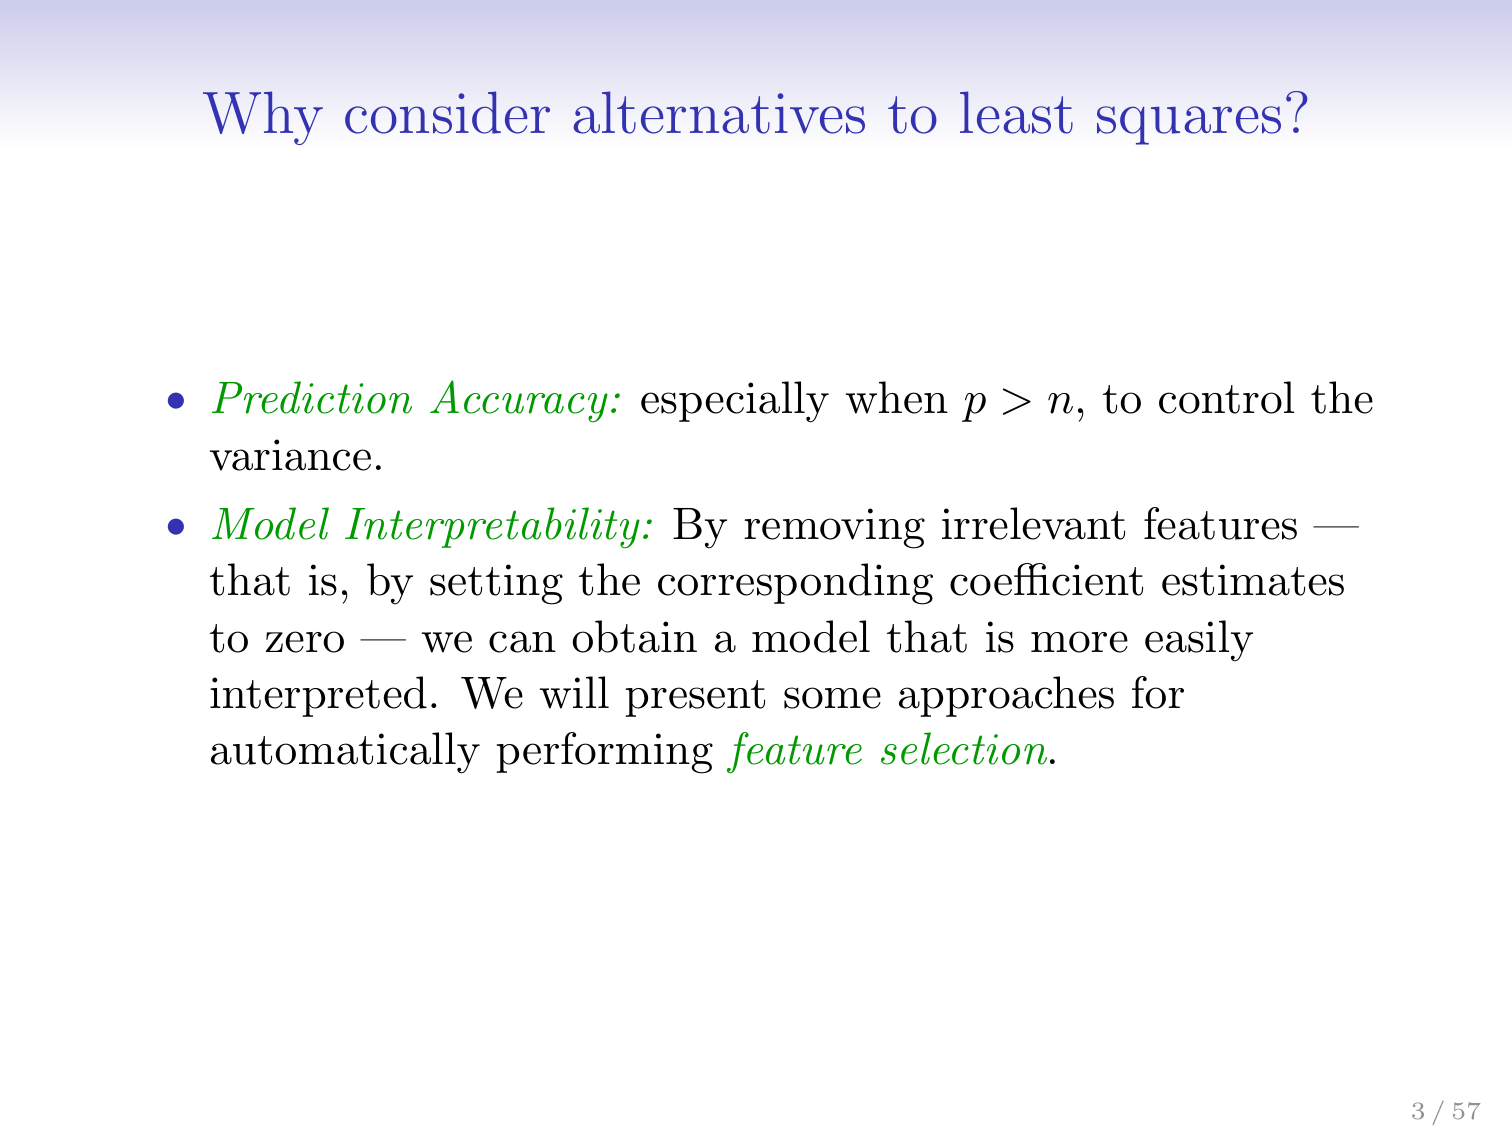 Why consider alternatives to least squares?
• Prediction Accuracy: especially when p > n, to control the
variance.
• Model Interpretability: By removing irrelevant features —
that is, by setting the corresponding coefficient estimates
to zero — we can obtain a model that is more easily
interpreted. We will present some approaches for
automatically performing feature selection.
3 / 57